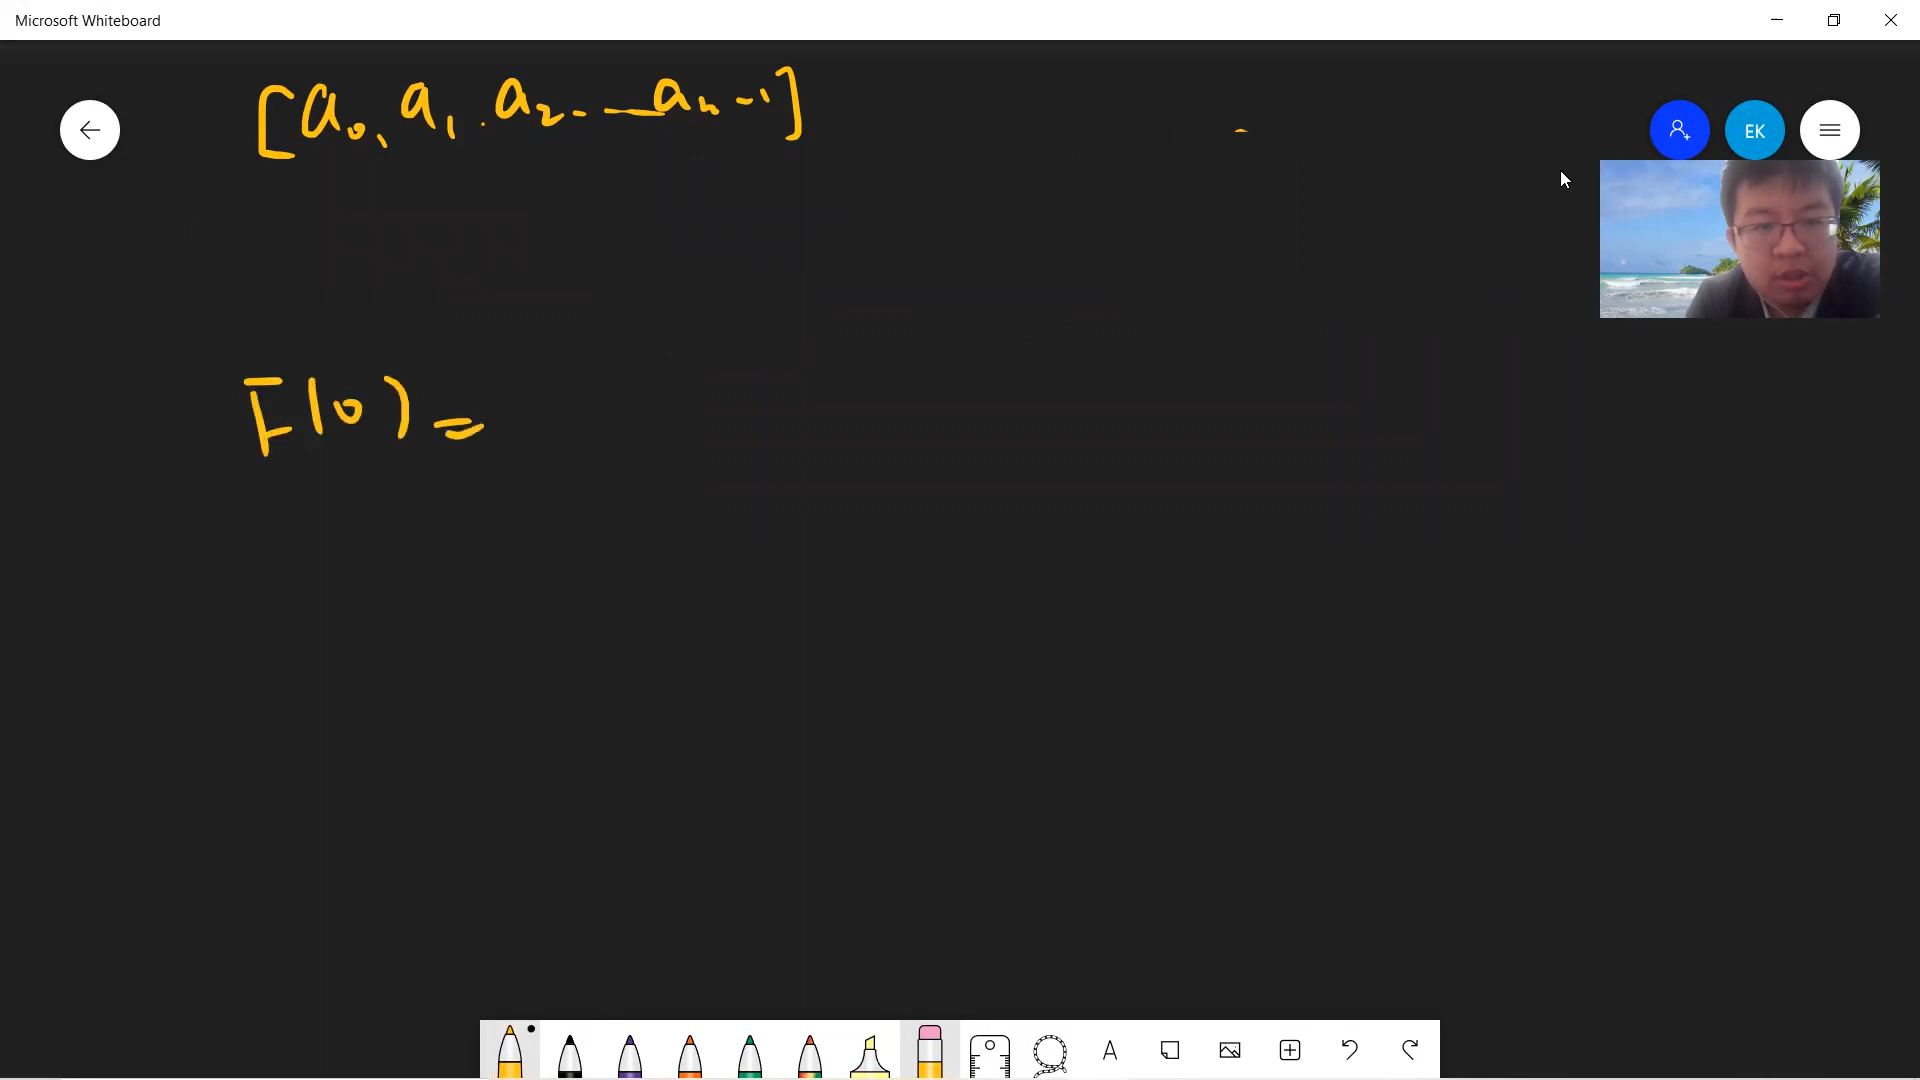 Microsoft Whiteboard
[a₀, a₁. a₂. — aₙ₋₁]
EK
F(0) =
A